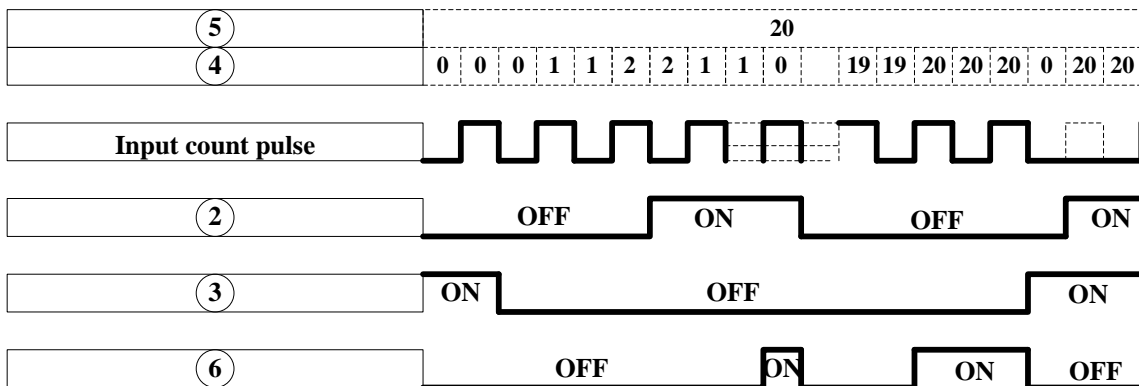 ⑤ 20
④ 0 0 0 1 1 2 2 1 1 0 19 19 20 20 20 0 20 20
Input count pulse
② OFF ON OFF ON
③ ON OFF ON
⑥ OFF ON ON OFF